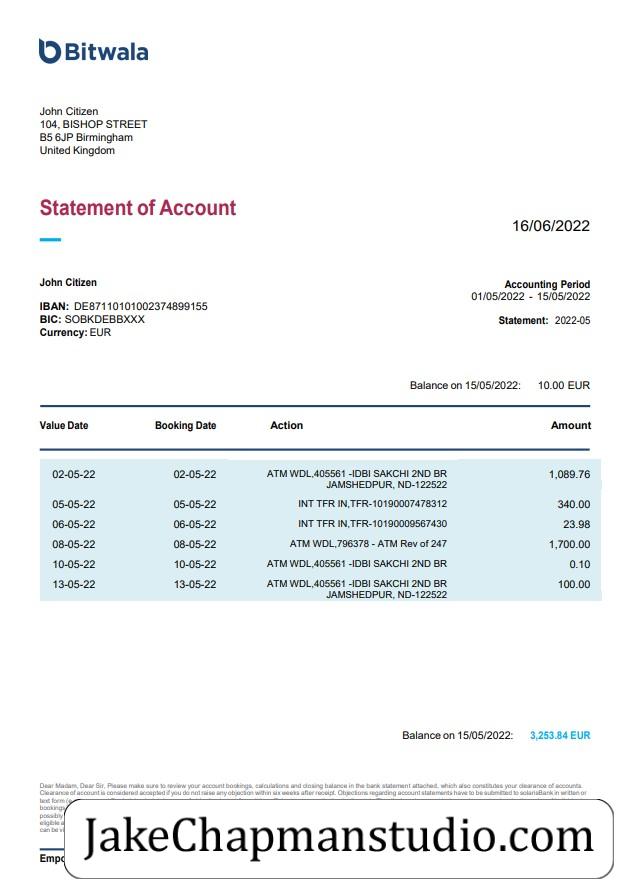 Bitwala
John Citizen
104, BISHOP STREET
B5 6JP Birmingham
United Kingdom
Statement of Account
16/06/2022
John Citizen
IBAN: DE87110101002374899155
BIC: SOBKDEBBXXX
Currency: EUR
Accounting Period
01/05/2022 - 15/05/2022
Statement: 2022-05
Balance on 15/05/2022: 10.00 EUR
Value Date Booking Date Action Amount
02-05-22 02-05-22 ATM WDL,405561 -IDBI SAKCHI 2ND BR 1,089.76
JAMSHEDPUR, ND-122522
05-05-22 05-05-22 INT TFR IN,TFR-10190007478312 340.00
06-05-22 06-05-22 INT TFR IN,TFR-10190009567430 23.98
08-05-22 08-05-22 ATM WDL,796378 - ATM Rev of 247 1,700.00
10-05-22 10-05-22 ATM WDL,405561 -IDBI SAKCHI 2ND BR 0.10
13-05-22 13-05-22 ATM WDL,405561 -IDBI SAKCHI 2ND BR 100.00
JAMSHEDPUR, ND-122522
Balance on 15/05/2022: 3,253.84 EUR
Dear Madam, Dear Sir, Please make sure to review your account bookings, calculations and closing balance in the bank statement attached, which also constitutes your clearance of accounts.
Clearance of account is considered accepted if you do not raise any objection within six weeks after receipt. Objections regarding account statements have to be submitted to solarisBank in written or
text form
bookings
possibly
eligible
can be
JakeChapmanstudio.com